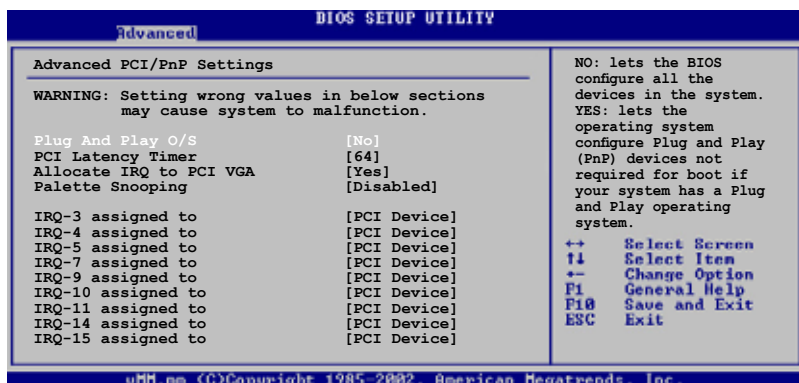 BIOS SETUP UTILITY
Advanced
Advanced PCI/PnP Settings
WARNING: Setting wrong values in below sections
may cause system to malfunction.
Plug And Play O/S [No]
PCI Latency Timer [64]
Allocate IRQ to PCI VGA [Yes]
Palette Snooping [Disabled]
IRQ-3 assigned to [PCI Device]
IRQ-4 assigned to [PCI Device]
IRQ-5 assigned to [PCI Device]
IRQ-7 assigned to [PCI Device]
IRQ-9 assigned to [PCI Device]
IRQ-10 assigned to [PCI Device]
IRQ-11 assigned to [PCI Device]
IRQ-14 assigned to [PCI Device]
IRQ-15 assigned to [PCI Device]
NO: lets the BIOS
configure all the
devices in the system.
YES: lets the
operating system
configure Plug and Play
(PnP) devices not
required for boot if
your system has a Plug
and Play operating
system.
↔ Select Screen
↑↓ Select Item
+- Change Option
F1 General Help
F10 Save and Exit
ESC Exit
(C)Copyright 1985-2002, American Megatrends, Inc.